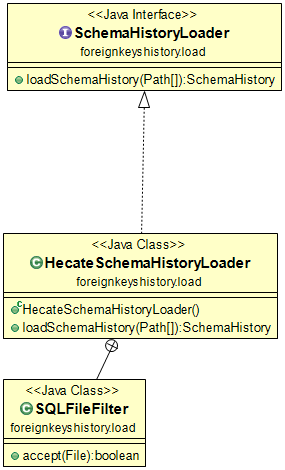 <<Java Interface>>
I SchemaHistoryLoader
foreignkeyshistory.load
loadSchemaHistory(Path[]):SchemaHistory
<<Java Class>>
C HecateSchemaHistoryLoader
foreignkeyshistory.load
c HecateSchemaHistoryLoader()
loadSchemaHistory(Path[]):SchemaHistory
<<Java Class>>
C SQLFileFilter
foreignkeyshistory.load
accept(File):boolean